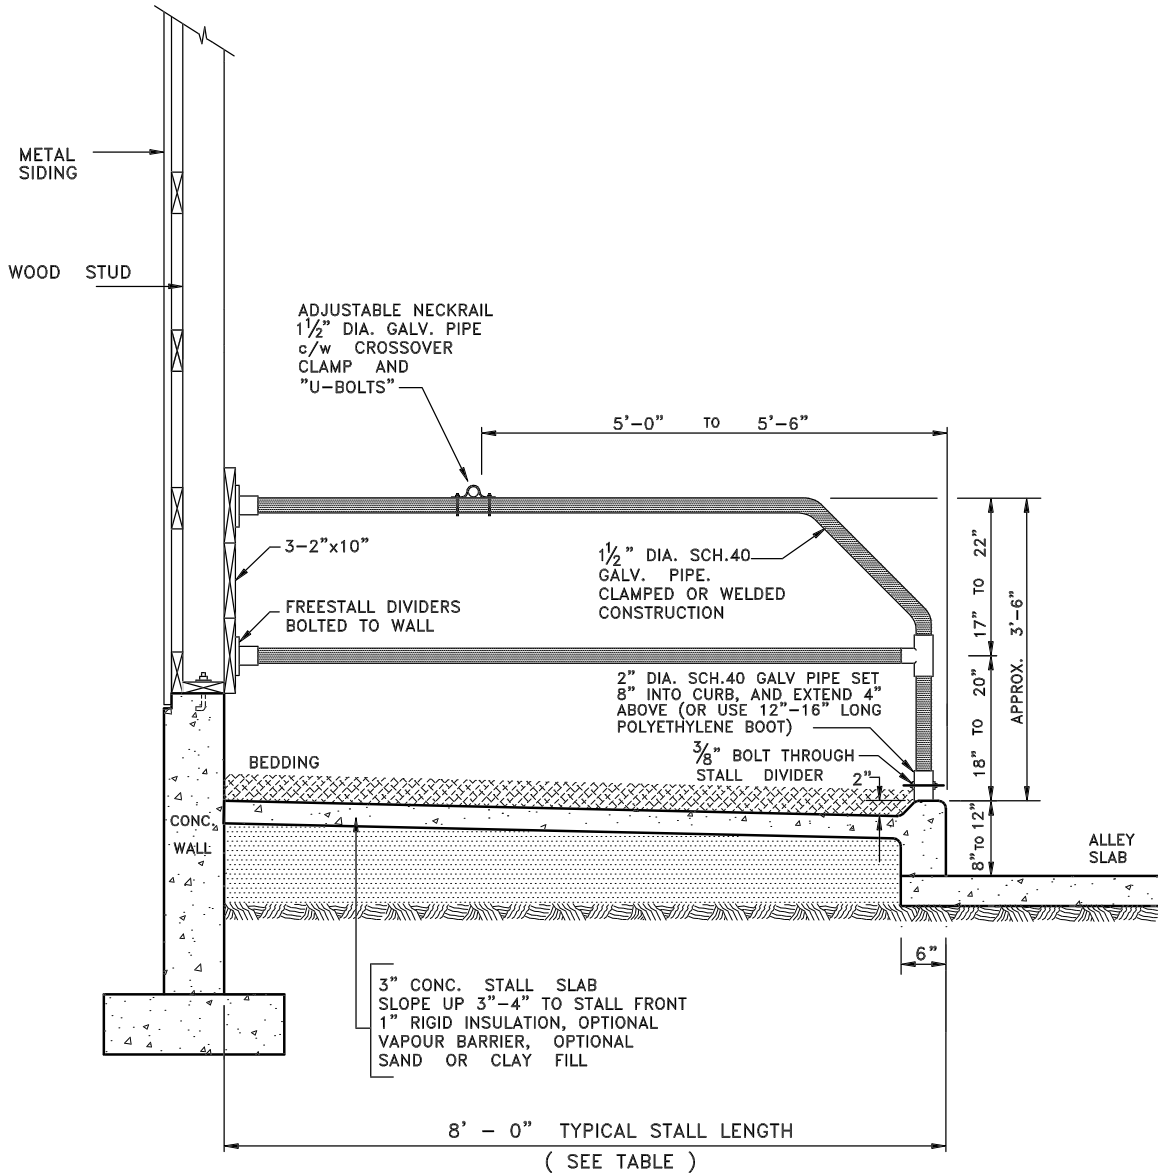 METAL
SIDING
WOOD STUD
ADJUSTABLE NECKRAIL
1½” DIA. GALV. PIPE
c/w CROSSOVER
CLAMP AND
”U-BOLTS”
5’-0” TO 5’-6”
3-2”x10”
1½” DIA. SCH.40
GALV. PIPE.
CLAMPED OR WELDED
CONSTRUCTION
17” TO 22”
APPROX. 3’-6”
FREESTALL DIVIDERS
BOLTED TO WALL
2” DIA. SCH.40 GALV PIPE SET
8” INTO CURB, AND EXTEND 4”
ABOVE (OR USE 12”-16” LONG
POLYETHYLENE BOOT)
18” TO 20”
⅜” BOLT THROUGH
STALL DIVIDER
2”
BEDDING
CONC.
WALL
8” TO 12”
ALLEY
SLAB
6”
3” CONC. STALL SLAB
SLOPE UP 3”-4” TO STALL FRONT
1” RIGID INSULATION, OPTIONAL
VAPOUR BARRIER, OPTIONAL
SAND OR CLAY FILL
8’ - 0” TYPICAL STALL LENGTH
( SEE TABLE )